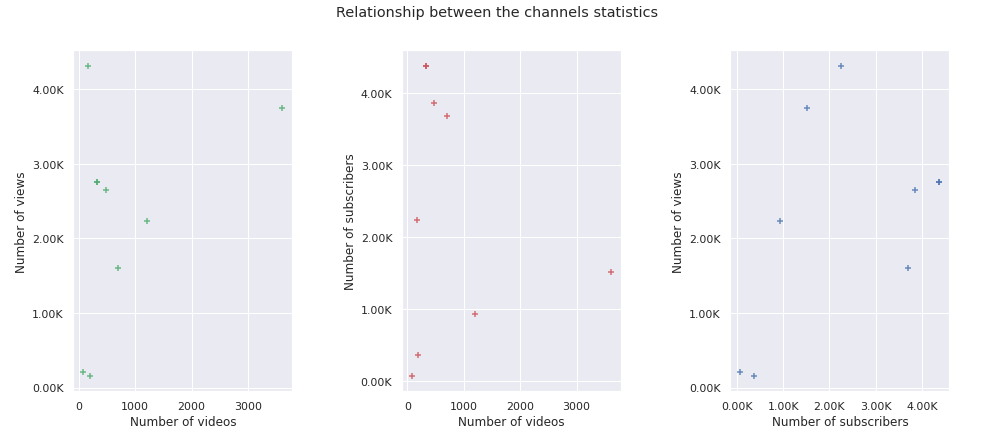 Relationship between the channels statistics
Number of views
4.00K
3.00K
2.00K
1.00K
0.00K
0 1000 2000 3000
Number of videos
Number of subscribers
4.00K
3.00K
2.00K
1.00K
0.00K
0 1000 2000 3000
Number of videos
Number of views
4.00K
3.00K
2.00K
1.00K
0.00K
0.00K 1.00K 2.00K 3.00K 4.00K
Number of subscribers